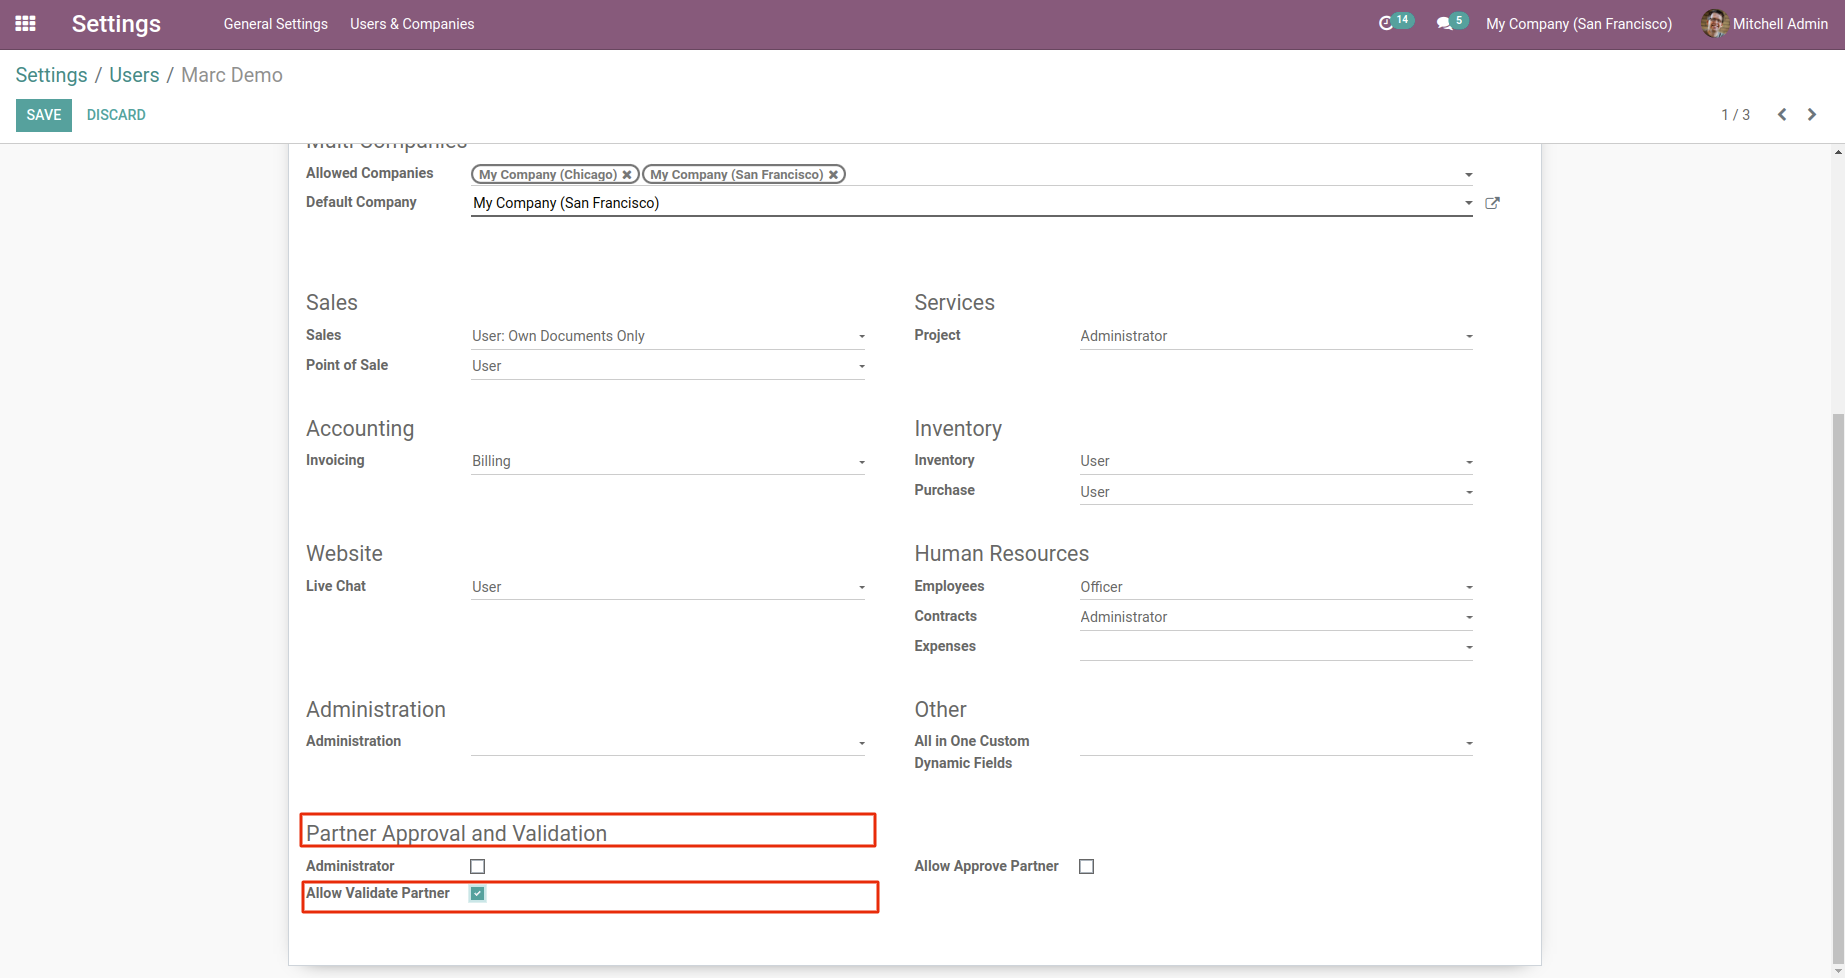 Settings General Settings Users & Companies 14 5 My Company (San Francisco) Mitchell Admin
Settings / Users / Marc Demo
SAVE DISCARD 1 / 3
Multi Companies
Allowed Companies My Company (Chicago) My Company (San Francisco)
Default Company My Company (San Francisco)
Sales
Sales User: Own Documents Only
Point of Sale User
Services
Project Administrator
Accounting
Invoicing Billing
Inventory
Inventory User
Purchase User
Website
Live Chat User
Human Resources
Employees Officer
Contracts Administrator
Expenses
Administration
Administration
Other
All in One Custom
Dynamic Fields
Partner Approval and Validation
Administrator
Allow Approve Partner
Allow Validate Partner